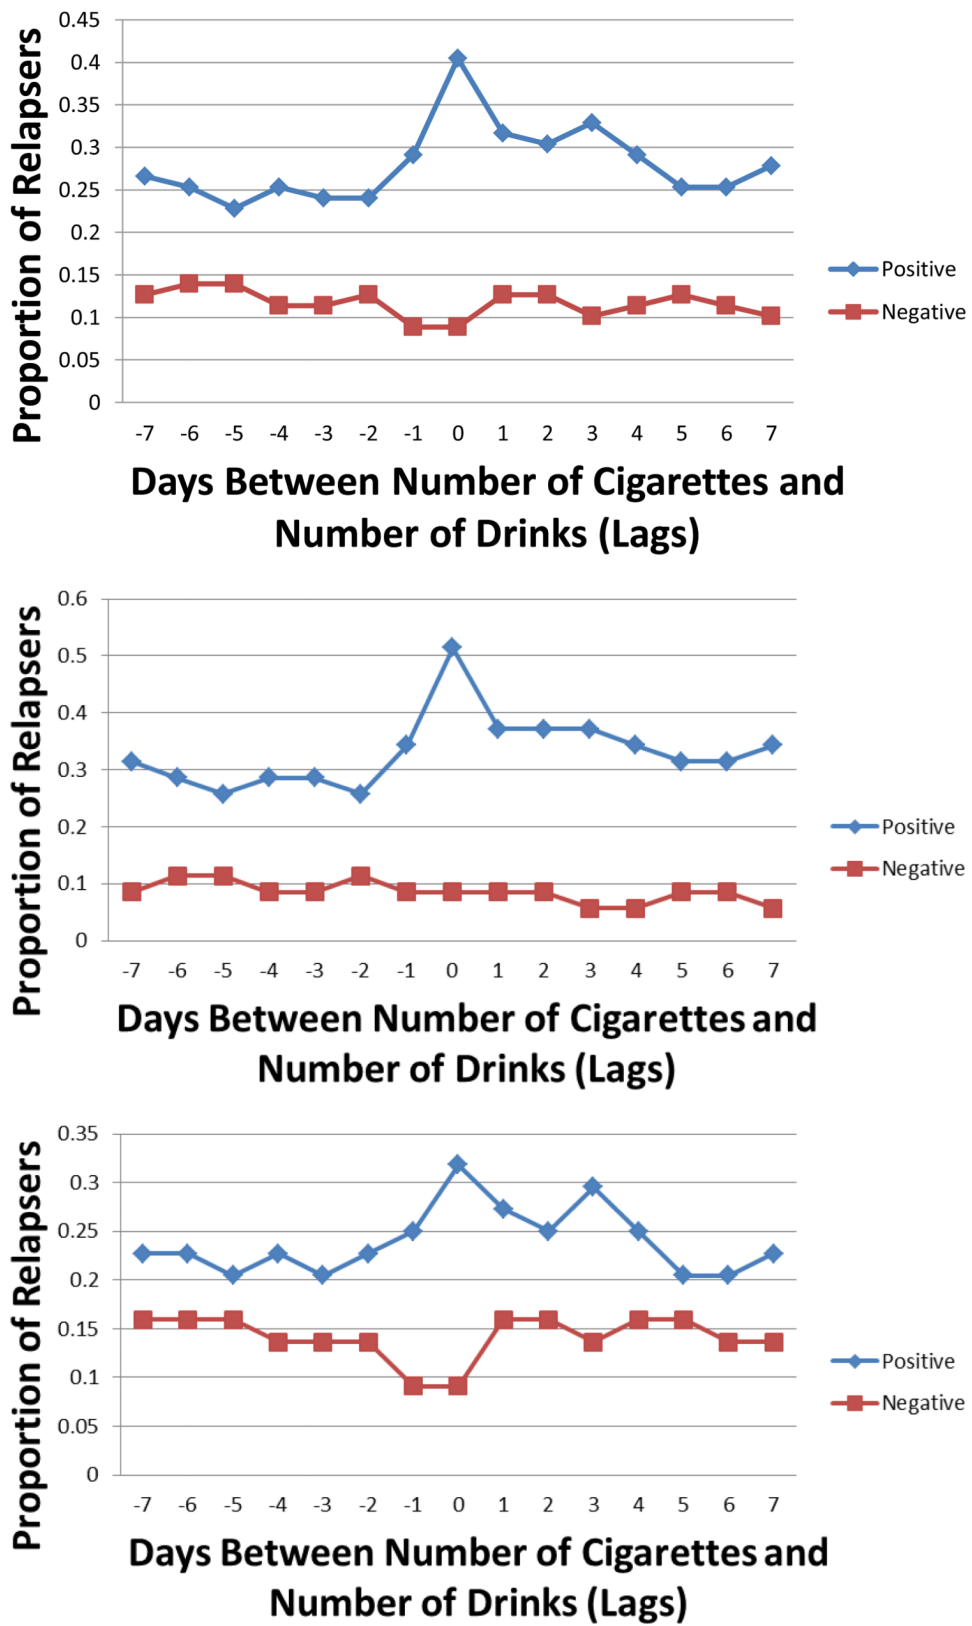 Proportion of Relapsers
0.45
0.4
0.35
0.3
0.25
0.2
0.15
0.1
0.05
0
-7 -6 -5 -4 -3 -2 -1 0 1 2 3 4 5 6 7
Days Between Number of Cigarettes and
Number of Drinks (Lags)
Positive
Negative
Proportion of Relapsers
0.6
0.5
0.4
0.3
0.2
0.1
0
-7 -6 -5 -4 -3 -2 -1 0 1 2 3 4 5 6 7
Days Between Number of Cigarettes and
Number of Drinks (Lags)
Positive
Negative
Proportion of Relapsers
0.35
0.3
0.25
0.2
0.15
0.1
0.05
0
-7 -6 -5 -4 -3 -2 -1 0 1 2 3 4 5 6 7
Days Between Number of Cigarettes and
Number of Drinks (Lags)
Positive
Negative